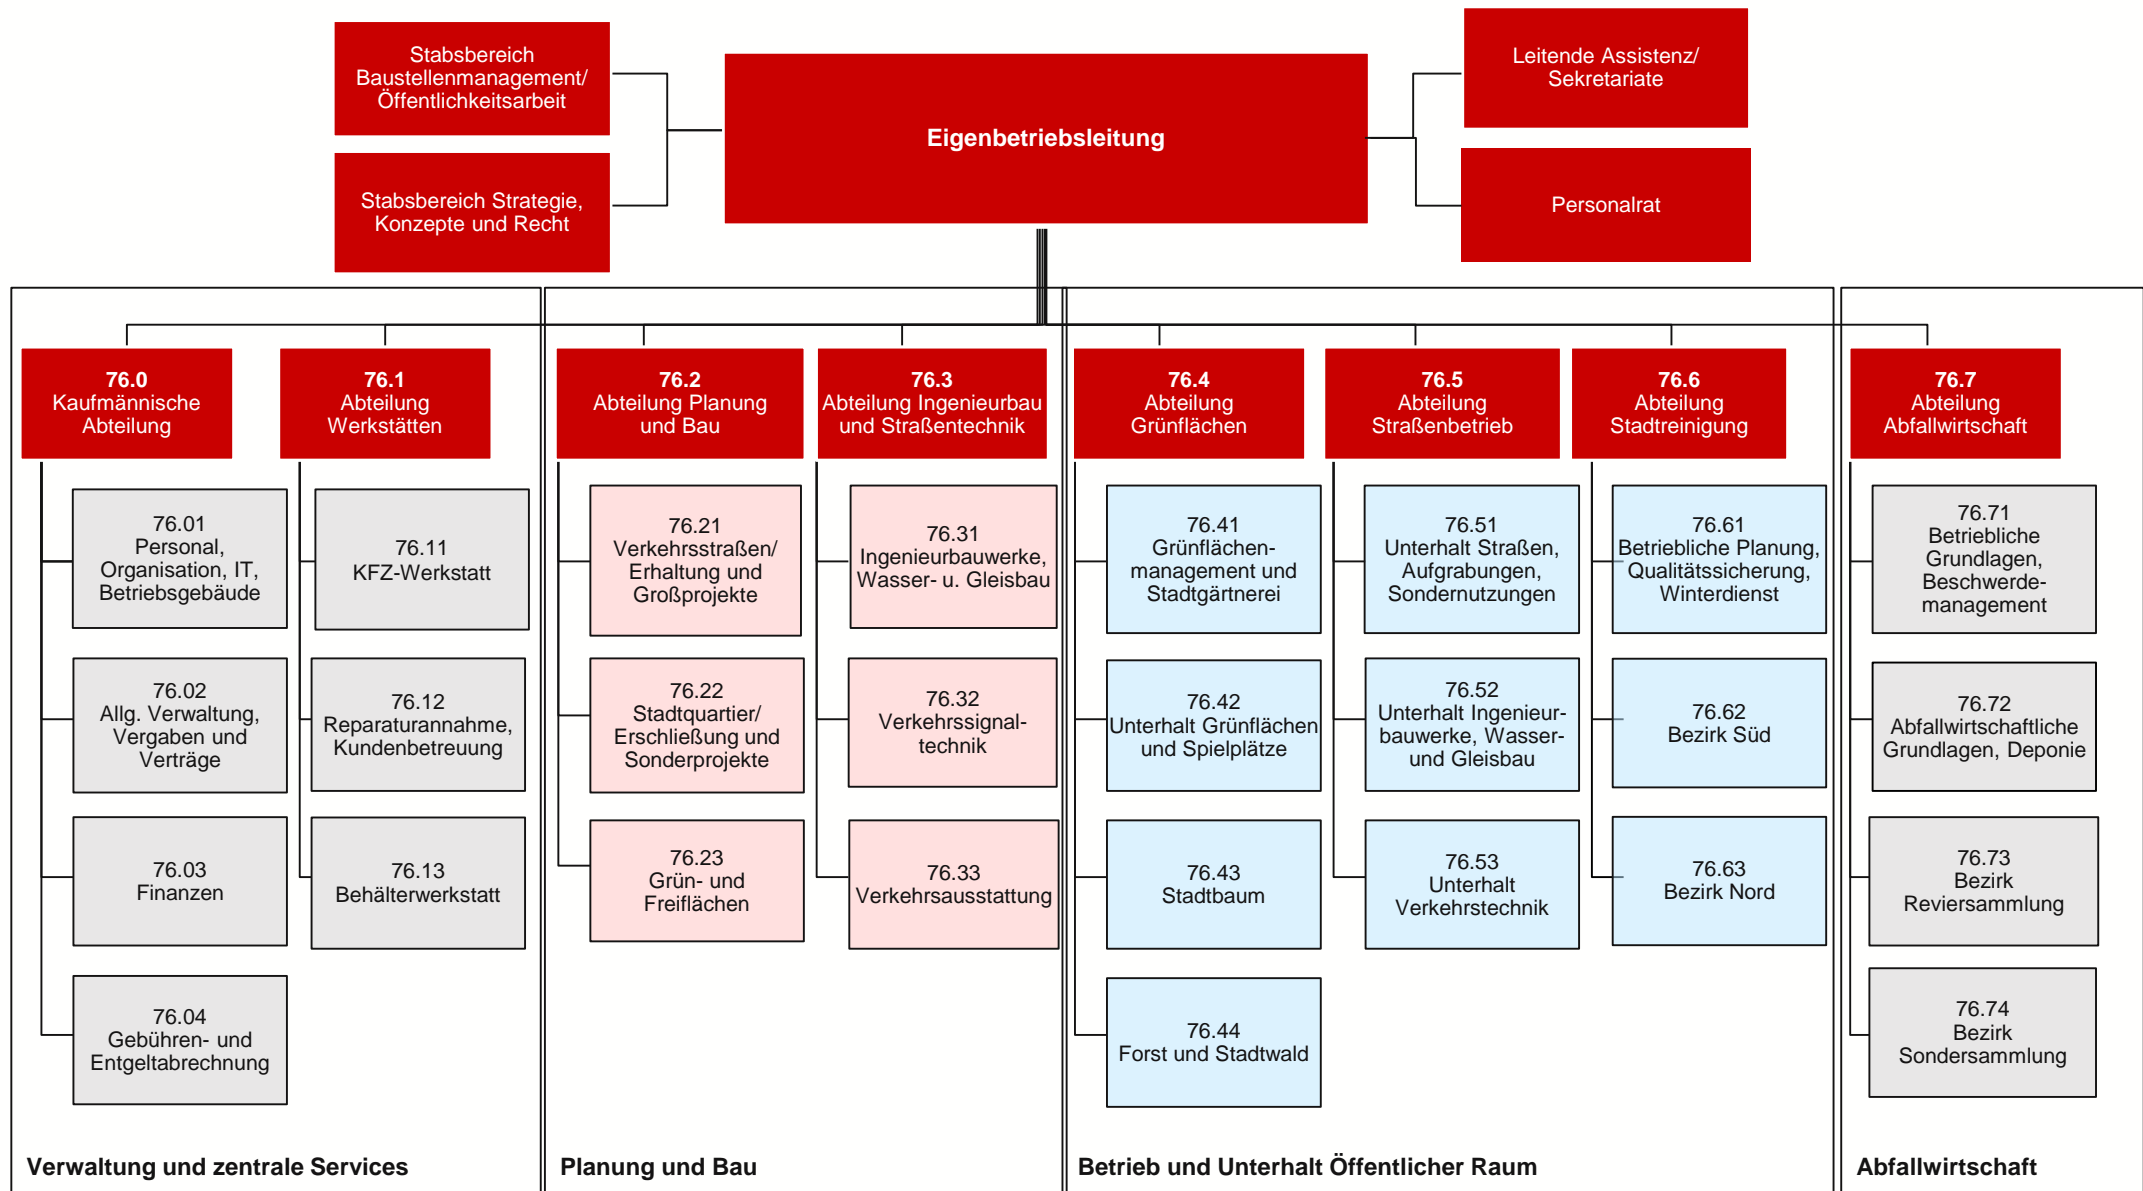 Stabsbereich
Baustellenmanagement/
Öffentlichkeitsarbeit
Stabsbereich Strategie,
Konzepte und Recht
Eigenbetriebsleitung
Leitende Assistenz/
Sekretariate
Personalrat
76.0
Kaufmännische
Abteilung
76.01
Personal,
Organisation, IT,
Betriebsgebäude
76.02
Allg. Verwaltung,
Vergaben und
Verträge
76.03
Finanzen
76.04
Gebühren- und
Entgeltabrechnung
76.1
Abteilung
Werkstätten
76.11
KFZ-Werkstatt
76.12
Reparaturannahme,
Kundenbetreuung
76.13
Behälterwerkstatt
Verwaltung und zentrale Services
76.2
Abteilung Planung
und Bau
76.21
Verkehrsstraßen/
Erhaltung und
Großprojekte
76.22
Stadtquartier/
Erschließung und
Sonderprojekte
76.23
Grün- und
Freiflächen
76.3
Abteilung Ingenieurbau
und Straßentechnik
76.31
Ingenieurbauwerke,
Wasser- u. Gleisbau
76.32
Verkehrssignal-
technik
76.33
Verkehrsausstattung
Planung und Bau
76.4
Abteilung
Grünflächen
76.41
Grünflächen-
management und
Stadtgärtnerei
76.42
Unterhalt Grünflächen
und Spielplätze
76.43
Stadtbaum
76.44
Forst und Stadtwald
76.5
Abteilung
Straßenbetrieb
76.51
Unterhalt Straßen,
Aufgrabungen,
Sondernutzungen
76.52
Unterhalt Ingenieur-
bauwerke, Wasser-
und Gleisbau
76.53
Unterhalt
Verkehrstechnik
76.6
Abteilung
Stadtreinigung
76.61
Betriebliche Planung,
Qualitätssicherung,
Winterdienst
76.62
Bezirk Süd
76.63
Bezirk Nord
Betrieb und Unterhalt Öffentlicher Raum
76.7
Abteilung
Abfallwirtschaft
76.71
Betriebliche
Grundlagen,
Beschwerde-
management
76.72
Abfallwirtschaftliche
Grundlagen, Deponie
76.73
Bezirk
Reviersammlung
76.74
Bezirk
Sondersammlung
Abfallwirtschaft